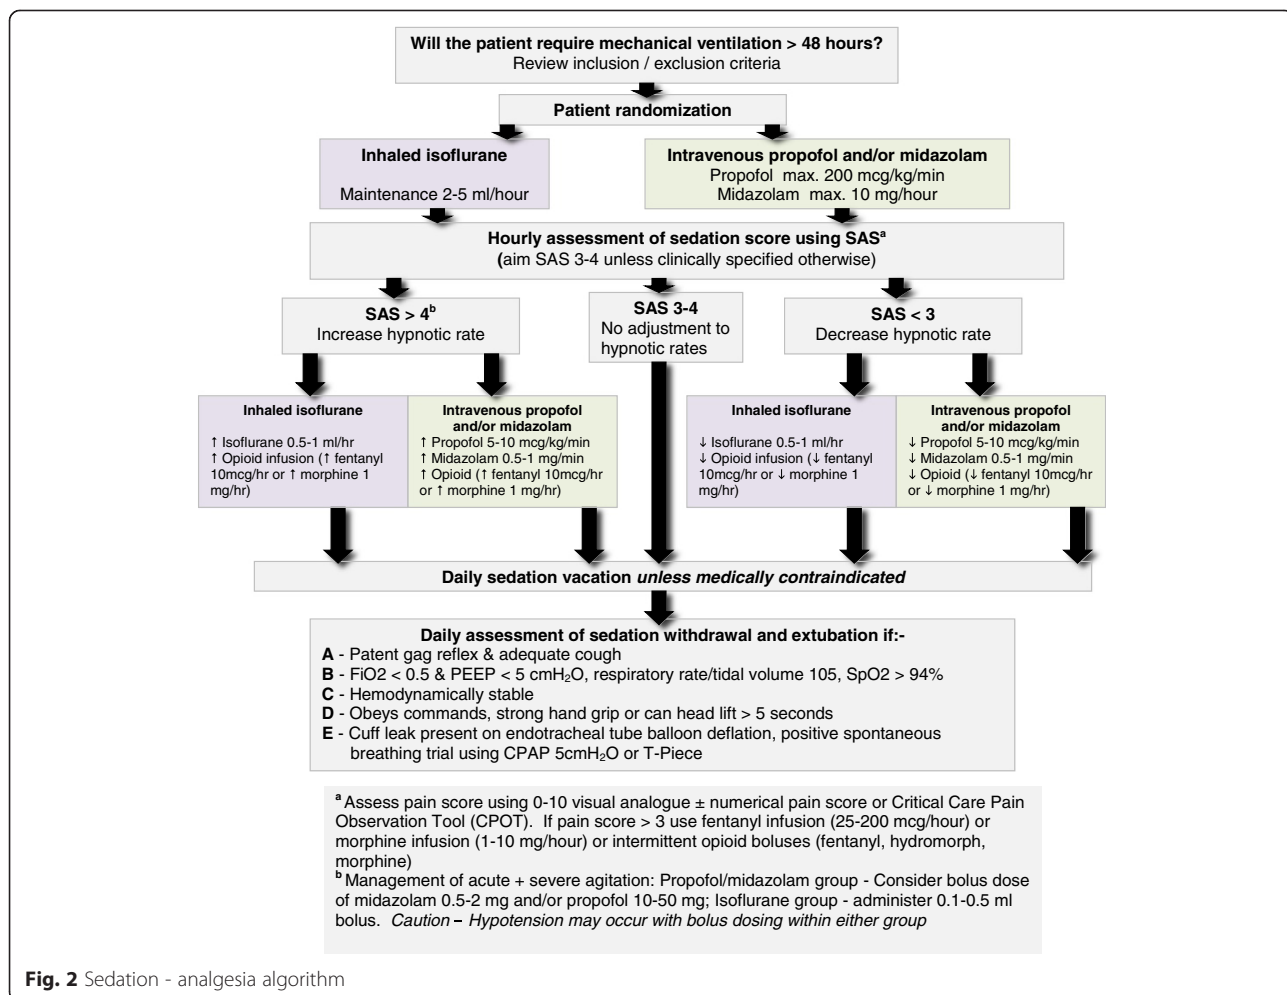 Will the patient require mechanical ventilation > 48 hours?
Review inclusion / exclusion criteria
Patient randomization
Inhaled isoflurane
Maintenance 2-5 ml/hour
Intravenous propofol and/or midazolam
Propofol max. 200 mcg/kg/min
Midazolam max. 10 mg/hour
Hourly assessment of sedation score using SASᵃ
(aim SAS 3-4 unless clinically specified otherwise)
SAS > 4ᵇ
Increase hypnotic rate
SAS 3-4
No adjustment to
hypnotic rates
SAS < 3
Decrease hypnotic rate
Inhaled isoflurane
↑ Isoflurane 0.5-1 ml/hr
↑ Opioid infusion (↑ fentanyl
10mcg/hr or ↑ morphine 1
mg/hr)
Intravenous propofol
and/or midazolam
↑ Propofol 5-10 mcg/kg/min
↑ Midazolam 0.5-1 mg/min
↑ Opioid (↑ fentanyl 10mcg/hr
or ↑ morphine 1 mg/hr)
Inhaled isoflurane
↓ Isoflurane 0.5-1 ml/hr
↓ Opioid infusion (↓ fentanyl
10mcg/hr or ↓ morphine 1
mg/hr)
Intravenous propofol
and/or midazolam
↓ Propofol 5-10 mcg/kg/min
↓ Midazolam 0.5-1 mg/min
↓ Opioid (↓ fentanyl 10mcg/hr
or ↓ morphine 1 mg/hr)
Daily sedation vacation unless medically contraindicated
Daily assessment of sedation withdrawal and extubation if:-
A - Patent gag reflex & adequate cough
B - FiO2 < 0.5 & PEEP < 5 cmH₂O, respiratory rate/tidal volume 105, SpO2 > 94%
C - Hemodynamically stable
D - Obeys commands, strong hand grip or can head lift > 5 seconds
E - Cuff leak present on endotracheal tube balloon deflation, positive spontaneous
breathing trial using CPAP 5cmH₂O or T-Piece
ᵃ Assess pain score using 0-10 visual analogue ± numerical pain score or Critical Care Pain
Observation Tool (CPOT). If pain score > 3 use fentanyl infusion (25-200 mcg/hour) or
morphine infusion (1-10 mg/hour) or intermittent opioid boluses (fentanyl, hydromorph,
morphine)
ᵇ Management of acute + severe agitation: Propofol/midazolam group - Consider bolus dose
of midazolam 0.5-2 mg and/or propofol 10-50 mg; Isoflurane group - administer 0.1-0.5 ml
bolus. Caution – Hypotension may occur with bolus dosing within either group
Fig. 2 Sedation - analgesia algorithm